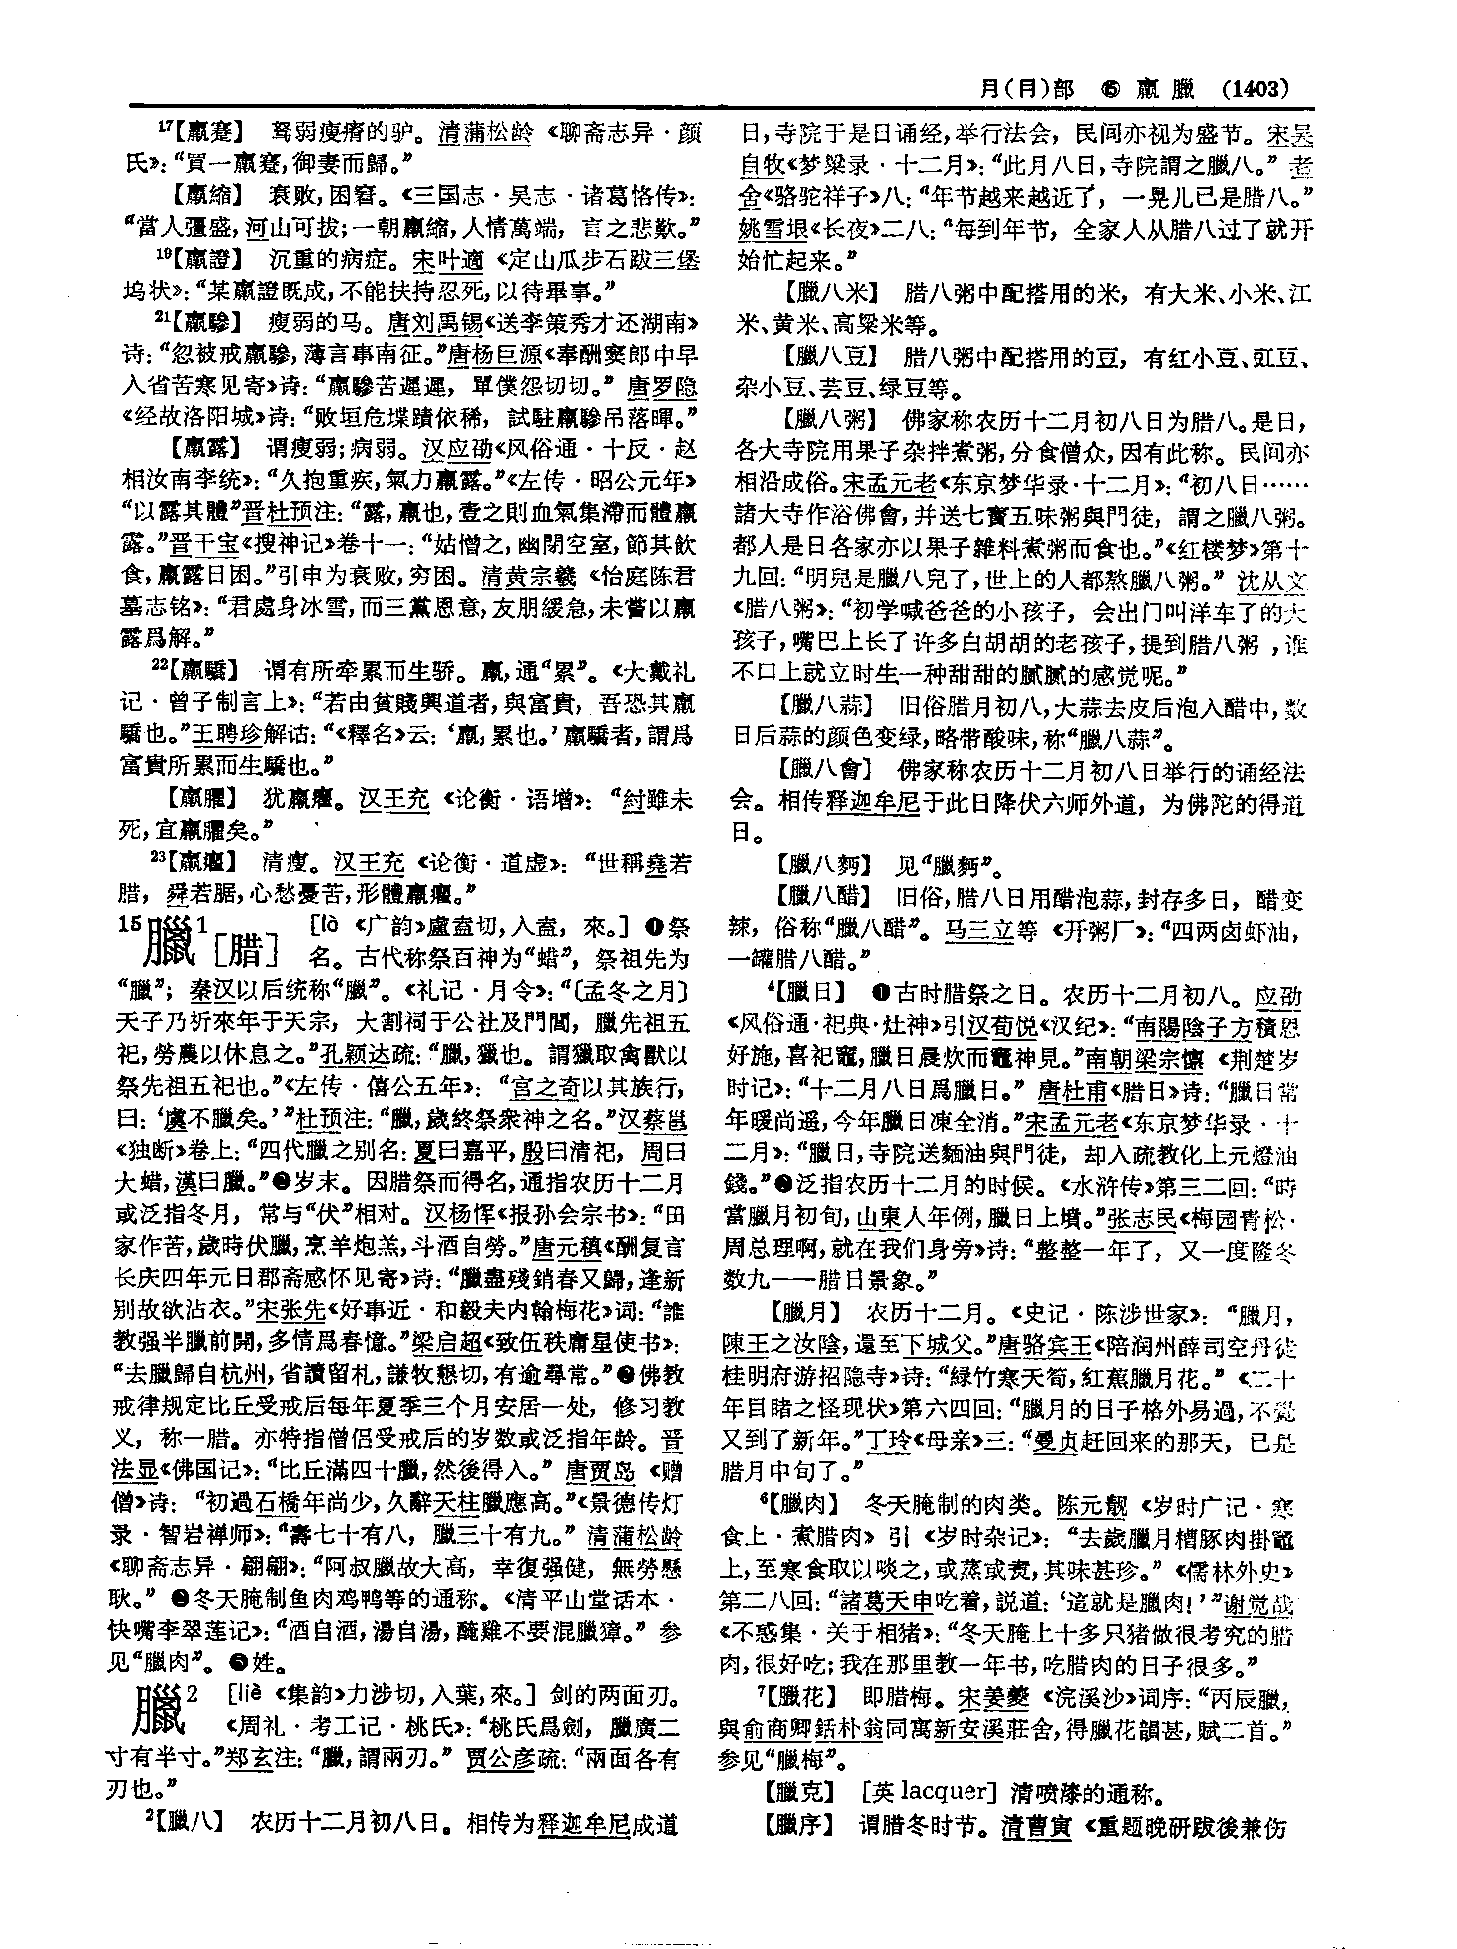 月(⺼)部 ⑮ 羸 臘 (1403)
17【羸蹇】 驽弱瘦瘠的驴。清蒲松龄《聊斋志异·颜
氏》：“買一羸蹇，御妻而歸。”
【羸縮】 衰败，困窘。《三国志·吴志·诸葛恪传》：
“當人彊盛，河山可拔；一朝羸縮，人情萬端，言之悲歎。”
19【羸證】 沉重的病症。宋叶適《定山瓜步石跋三堡
坞状》：“某羸證既成，不能扶持忍死，以待畢事。”
21【羸驂】 瘦弱的马。唐刘禹锡《送李策秀才还湖南》
诗：“忽被戒羸驂，薄言事南征。”唐杨巨源《奉酬窦郎中早
入省苦寒见寄》诗：“羸驂苦遲遲，單僕怨切切。”唐罗隐
《经故洛阳城》诗：“败垣危堞蹟依稀，試駐羸驂吊落暉。”
【羸露】 谓瘦弱；病弱。汉应劭《风俗通·十反·赵
相汝南李统》：“久抱重疾，氣力羸露。”《左传·昭公元年》
“以露其體”晋杜预注：“露，羸也，壹之則血氣集滯而體羸
露。”晋干宝《搜神记》卷十一：“姑憎之，幽閉空室，節其飲
食，羸露日困。”引申为衰败，穷困。清黄宗羲《怡庭陈君
墓志铭》：“君處身冰雪，而三黨恩意，友朋緩急，未嘗以羸
露爲解。”
22【羸驕】 谓有所牵累而生骄。羸，通“累”。《大戴礼
记·曾子制言上》：“若由貧賤興道者，與富貴，吾恐其羸
驕也。”王聘珍解诂：“《釋名》云：‘羸，累也。’羸驕者，謂爲
富貴所累而生驕也。”
【羸臞】 犹羸癯。汉王充《论衡·语增》：“紂雖未
死，宜羸臞矣。”
23【羸癯】 清瘦。汉王充《论衡·道虚》：“世稱堯若
腊，舜若腒，心愁憂苦，形體羸癯。”
15臘1［腊］ [là 《广韵》盧盍切，入盍，來。] ❶祭
名。古代称祭百神为“蜡”，祭祖先为
“臘”；秦汉以后统称“臘”。《礼记·月令》：“〔孟冬之月〕
天子乃祈來年于天宗，大割祠于公社及門閭，臘先祖五
祀，勞農以休息之。”孔颖达疏：“臘，獵也。謂獵取禽獸以
祭先祖五祀也。”《左传·僖公五年》：“宫之奇以其族行，
曰：‘虞不臘矣。’”杜预注：“臘，歲終祭衆神之名。”汉蔡邕
《独断》卷上：“四代臘之别名：夏曰嘉平，殷曰清祀，周曰
大蜡，漢曰臘。”❷岁末。因腊祭而得名，通指农历十二月
或泛指冬月，常与“伏”相对。汉杨恽《报孙会宗书》：“田
家作苦，歲時伏臘，烹羊炮羔，斗酒自勞。”唐元稹《酬复言
长庆四年元日郡斋感怀见寄》诗：“臘盡殘銷春又歸，逢新
别故欲沾衣。”宋张先《好事近·和毅夫内翰梅花》词：“誰
教强半臘前開，多情爲春憶。”梁启超《致伍秩庸星使书》：
“去臘歸自杭州，省讀留札，謙牧懇切，有逾尋常。”❸佛教
戒律规定比丘受戒后每年夏季三个月安居一处，修习教
义，称一腊。亦特指僧侣受戒后的岁数或泛指年龄。晋
法显《佛国记》：“比丘滿四十臘，然後得入。”唐贾岛《赠
僧》诗：“初過石橋年尚少，久辭天柱臘應高。”《景德传灯
录·智岩禅师》：“壽七十有八，臘三十有九。”清蒲松龄
《聊斋志异·翩翩》：“阿叔臘故大高，幸復强健，無勞懸
耿。”❹冬天腌制鱼肉鸡鸭等的通称。《清平山堂话本·
快嘴李翠莲记》：“酒自酒，湯自湯，醃雞不要混臘獐。”参
见“臘肉”。❺姓。
臘2 [liè 《集韵》力涉切，入葉，來。] 剑的两面刃。
《周礼·考工记·桃氏》：“桃氏爲劍，臘廣二
寸有半寸。”郑玄注：“臘，謂兩刃。”贾公彦疏：“兩面各有
刃也。”
2【臘八】 农历十二月初八日。相传为释迦牟尼成道
日，寺院于是日诵经，举行法会，民间亦视为盛节。宋吴
自牧《梦粱录·十二月》：“此月八日，寺院謂之臘八。”老
舍《骆驼祥子》八：“年节越来越近了，一晃儿已是腊八。”
姚雪垠《长夜》二八：“每到年节，全家人从腊八过了就开
始忙起来。”
【臘八米】 腊八粥中配搭用的米，有大米、小米、江
米、黄米、高粱米等。
【臘八豆】 腊八粥中配搭用的豆，有红小豆、豇豆、
杂小豆、芸豆、绿豆等。
【臘八粥】 佛家称农历十二月初八日为腊八。是日，
各大寺院用果子杂拌煮粥，分食僧众，因有此称。民间亦
相沿成俗。宋孟元老《东京梦华录·十二月》：“初八日……
諸大寺作浴佛會，并送七寶五味粥與門徒，謂之臘八粥。
都人是日各家亦以果子雜料煮粥而食也。”《红楼梦》第十
九回：“明兒是臘八兒了，世上的人都熬臘八粥。”沈从文
《腊八粥》：“初学喊爸爸的小孩子，会出门叫洋车了的大
孩子，嘴巴上长了许多白胡胡的老孩子，提到腊八粥，谁
不口上就立时生一种甜甜的腻腻的感觉呢。”
【臘八蒜】 旧俗腊月初八，大蒜去皮后泡入醋中，数
日后蒜的颜色变绿，略带酸味，称“臘八蒜”。
【臘八會】 佛家称农历十二月初八日举行的诵经法
会。相传释迦牟尼于此日降伏六师外道，为佛陀的得道
日。
【臘八麪】 见“臘麪”。
【臘八醋】 旧俗，腊八日用醋泡蒜，封存多日，醋变
辣，俗称“臘八醋”。马三立等《开粥厂》：“四两卤虾油，
一罐腊八醋。”
4【臘日】 ❶古时腊祭之日。农历十二月初八。应劭
《风俗通·祀典·灶神》引汉荀悦《汉纪》：“南陽陰子方積恩
好施，喜祀竈，臘日晨炊而竈神見。”南朝梁宗懔《荆楚岁
时记》：“十二月八日爲臘日。”唐杜甫《腊日》诗：“臘日常
年暖尚遥，今年臘日凍全消。”宋孟元老《东京梦华录·十
二月》：“臘日，寺院送麵油與門徒，却入疏教化上元燈油
錢。”❷泛指农历十二月的时候。《水浒传》第三二回：“時
當臘月初旬，山東人年例，臘日上墳。”张志民《梅园青松·
周总理啊，就在我们身旁》诗：“整整一年了，又一度隆冬
数九——腊日景象。”
【臘月】 农历十二月。《史记·陈涉世家》：“臘月，
陳王之汝陰，還至下城父。”唐骆宾王《陪润州薛司空丹徒
桂明府游招隐寺》诗：“緑竹寒天筍，紅蕉臘月花。”《二十
年目睹之怪现状》第六四回：“臘月的日子格外易過，不覺
又到了新年。”丁玲《母亲》三：“曼贞赶回来的那天，已是
腊月中旬了。”
6【臘肉】 冬天腌制的肉类。陈元靓《岁时广记·寒
食上·煮腊肉》引《岁时杂记》：“去歲臘月糟豚肉掛竈
上，至寒食取以啖之，或蒸或煮，其味甚珍。”《儒林外史》
第二八回：“諸葛天申吃着，説道：‘這就是臘肉！’”谢觉哉
《不惑集·关于相猪》：“冬天腌上十多只猪做很考究的腊
肉，很好吃；我在那里教一年书，吃腊肉的日子很多。”
7【臘花】 即腊梅。宋姜夔《浣溪沙》词序：“丙辰臘，
與俞商卿銛朴翁同寓新安溪莊舍，得臘花韻甚，賦二首。”
参见“臘梅”。
【臘克】 [英 lacquer] 清喷漆的通称。
【臘序】 谓腊冬时节。清曹寅《重题晚研跋後兼伤